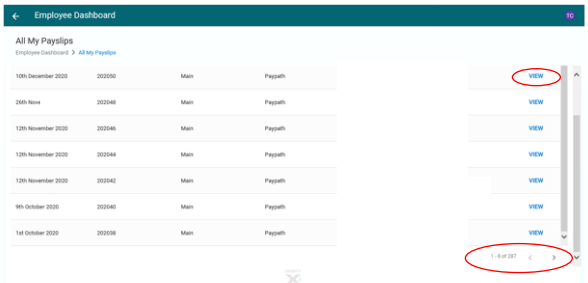 Employee Dashboard
TC
All My Payslips
Employee Dashboard > All My Payslips
10th December 2020 202050 Main Paypath VIEW
26th Nove 202048 Main Paypath VIEW
12th November 2020 202046 Main Paypath VIEW
12th November 2020 202044 Main Paypath VIEW
12th November 2020 202042 Main Paypath VIEW
9th October 2020 202040 Main Paypath VIEW
1st October 2020 202038 Main Paypath VIEW
1 - 9 of 287